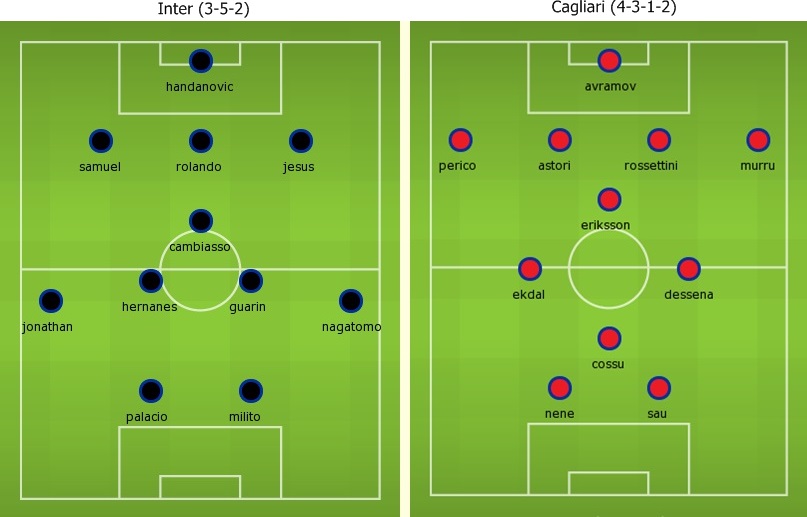 Inter (3-5-2)
handanovic
samuel rolando jesus
cambiasso
hernanes guarin
jonathan nagatomo
palacio milito
Cagliari (4-3-1-2)
avramov
perico astori rossettini murru
eriksson
ekdal dessena
cossu
nene sau